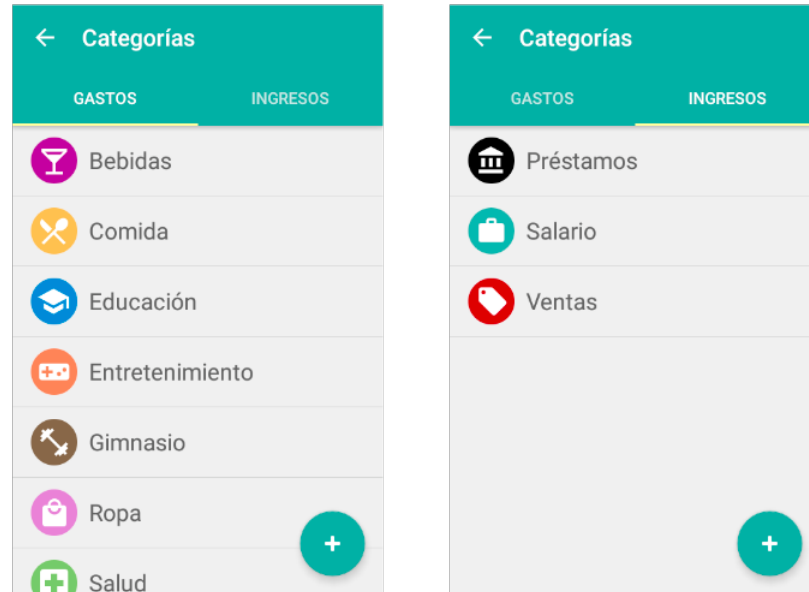 Categorías
GASTOS INGRESOS
Bebidas
Comida
Educación
Entretenimiento
Gimnasio
Ropa
Salud
Categorías
GASTOS INGRESOS
Préstamos
Salario
Ventas